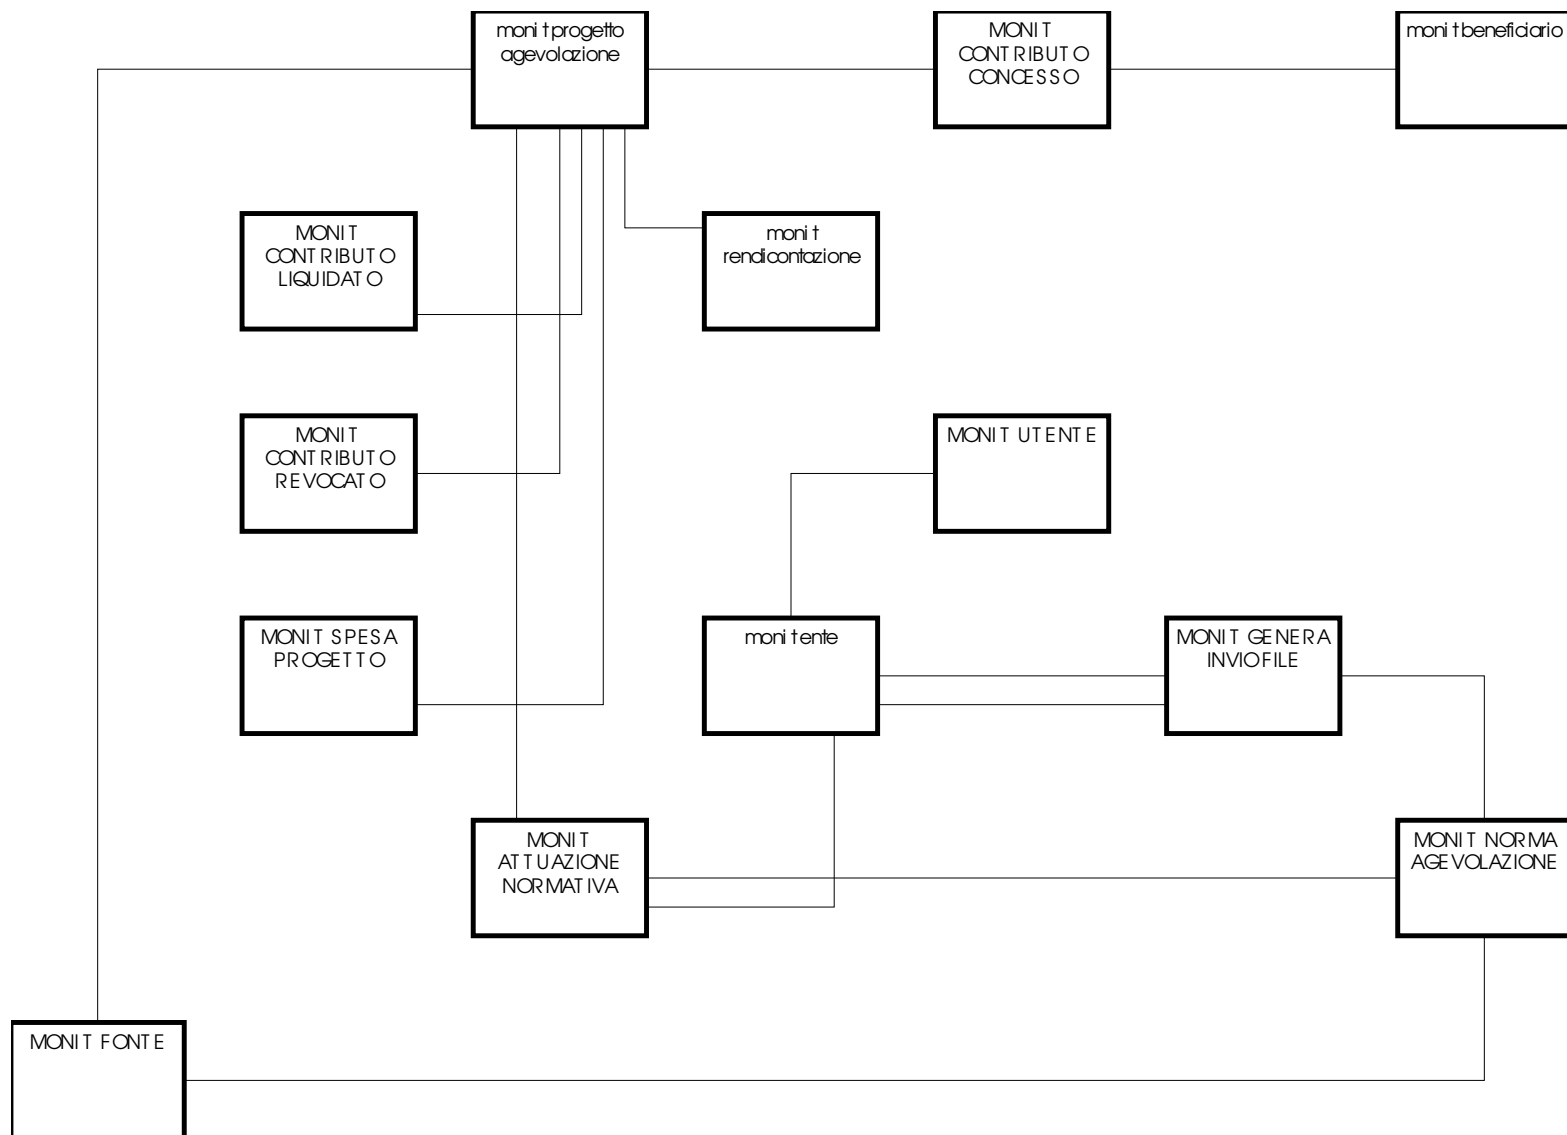 monit progetto
agevolazione
MONIT
CONTRIBUTO
CONCESSO
monit beneficiario
MONIT
CONTRIBUTO
LIQUIDATO
monit
rendicontazione
MONIT
CONTRIBUTO
REVOCATO
MONIT UTENTE
MONIT SPESA
PROGETTO
monit ente
MONIT GENERA
INVIOFILE
MONIT
ATTUAZIONE
NORMATIVA
MONIT NORMA
AGEVOLAZIONE
MONIT FONTE